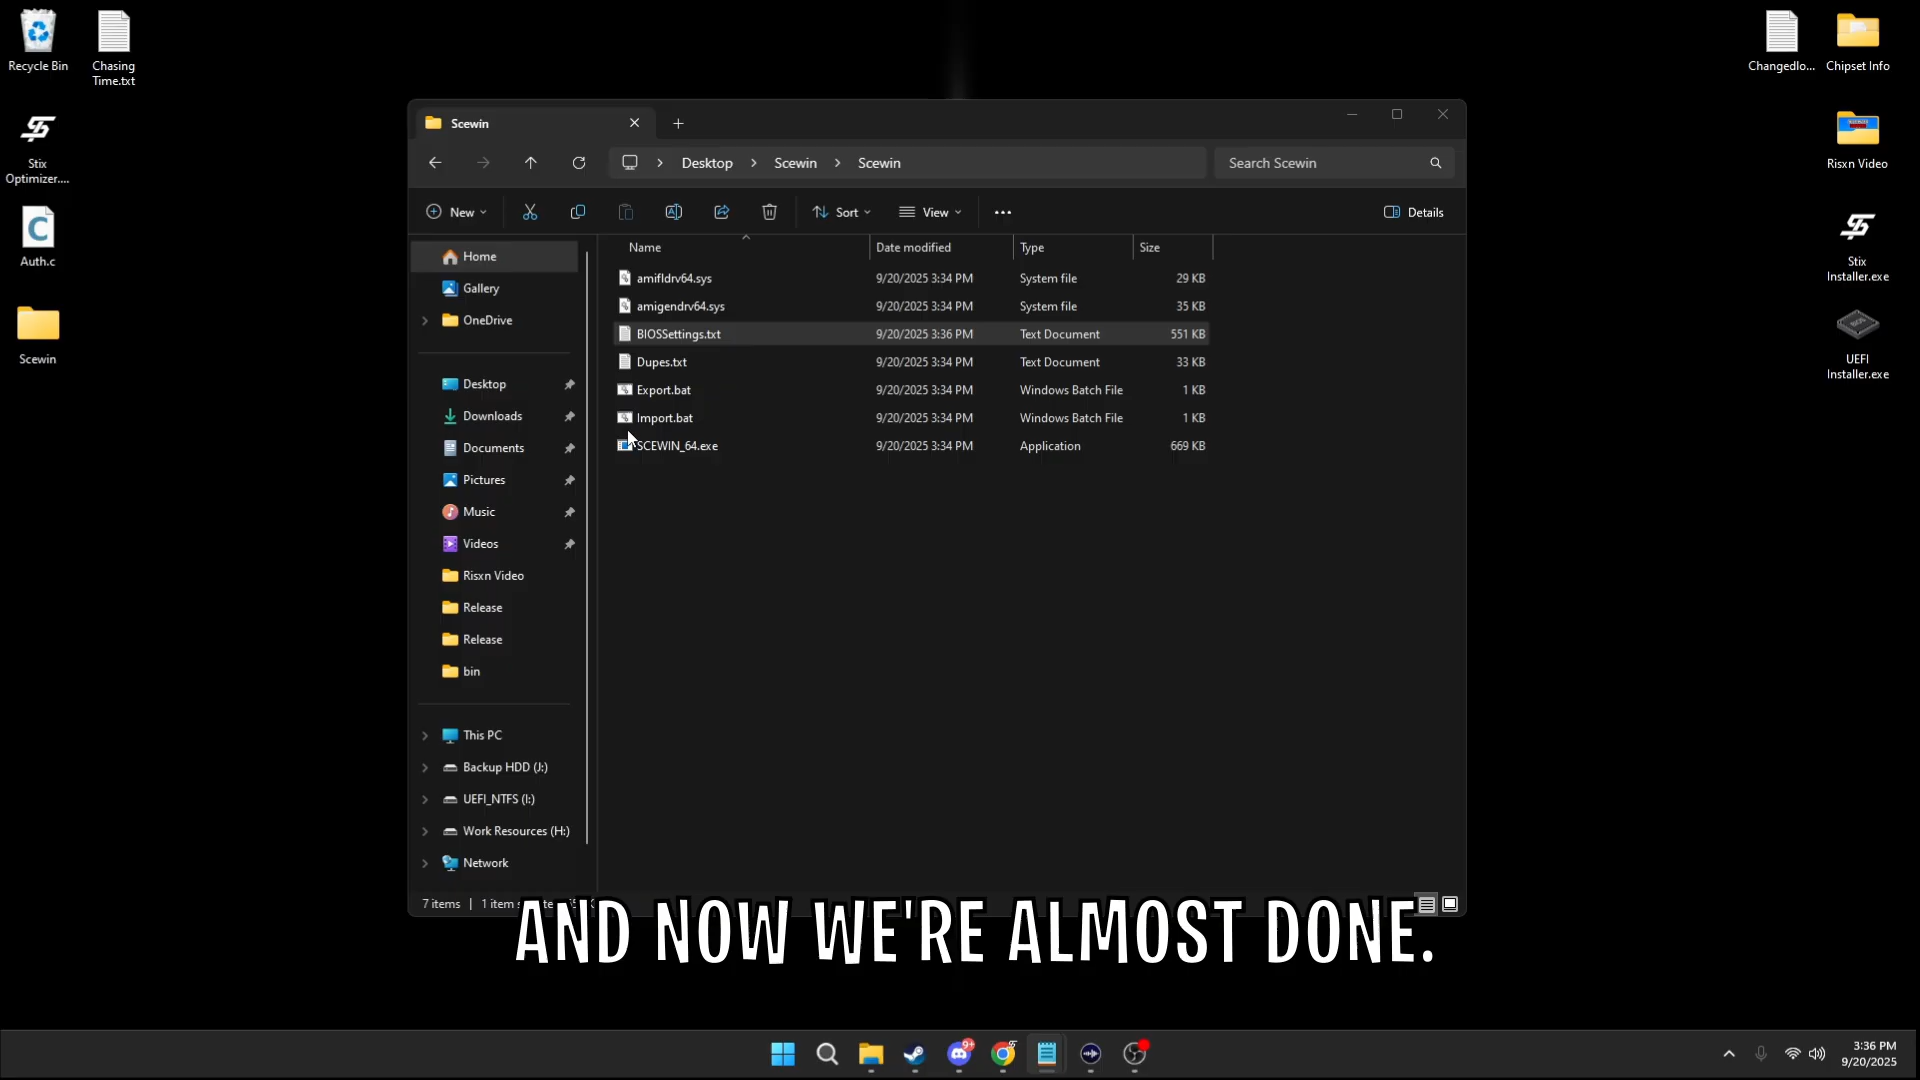 Recycle Bin
Chasing
Time.txt
Stix
Optimizer....
Auth.c
Scewin
Changedlo...
Chipset Info
Risxn Video
Stix
Installer.exe
UEFI
Installer.exe
Scewin
Desktop > Scewin > Scewin
Search Scewin
New
Sort
View
Details
Name Date modified Type Size
Home
Gallery
OneDrive
Desktop
Downloads
Documents
Pictures
Music
Videos
Risxn Video
Release
Release
bin
This PC
Backup HDD (J:)
UEFI_NTFS (I:)
Work Resources (H:)
Network
amifldrv64.sys 9/20/2025 3:34 PM System file 29 KB
amigendrv64.sys 9/20/2025 3:34 PM System file 35 KB
BIOSSettings.txt 9/20/2025 3:36 PM Text Document 551 KB
Dupes.txt 9/20/2025 3:34 PM Text Document 33 KB
Export.bat 9/20/2025 3:34 PM Windows Batch File 1 KB
Import.bat 9/20/2025 3:34 PM Windows Batch File 1 KB
SCEWIN_64.exe 9/20/2025 3:34 PM Application 669 KB
7 items 1 item
AND NOW WE'RE ALMOST DONE.
9+
3:36 PM
9/20/2025